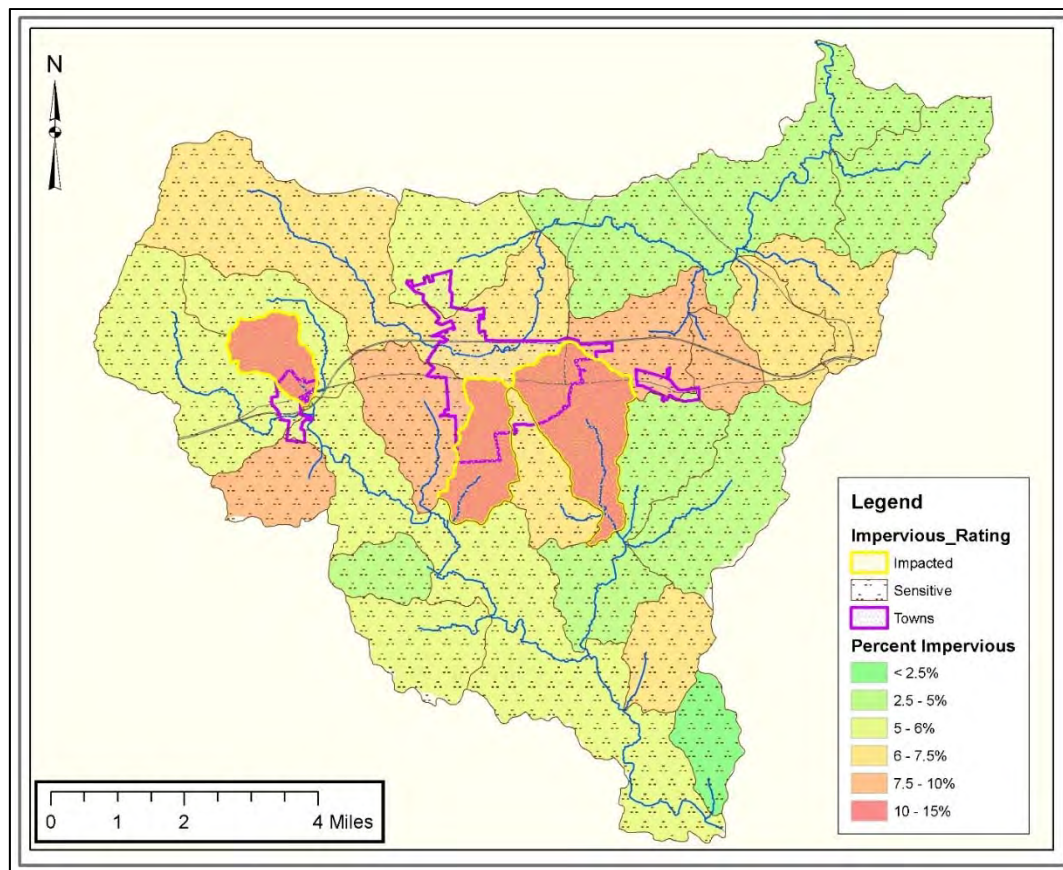 N
Legend
Impervious_Rating
Impacted
Sensitive
Towns
Percent Impervious
< 2.5%
2.5 - 5%
5 - 6%
6 - 7.5%
7.5 - 10%
10 - 15%
0 1 2 4 Miles